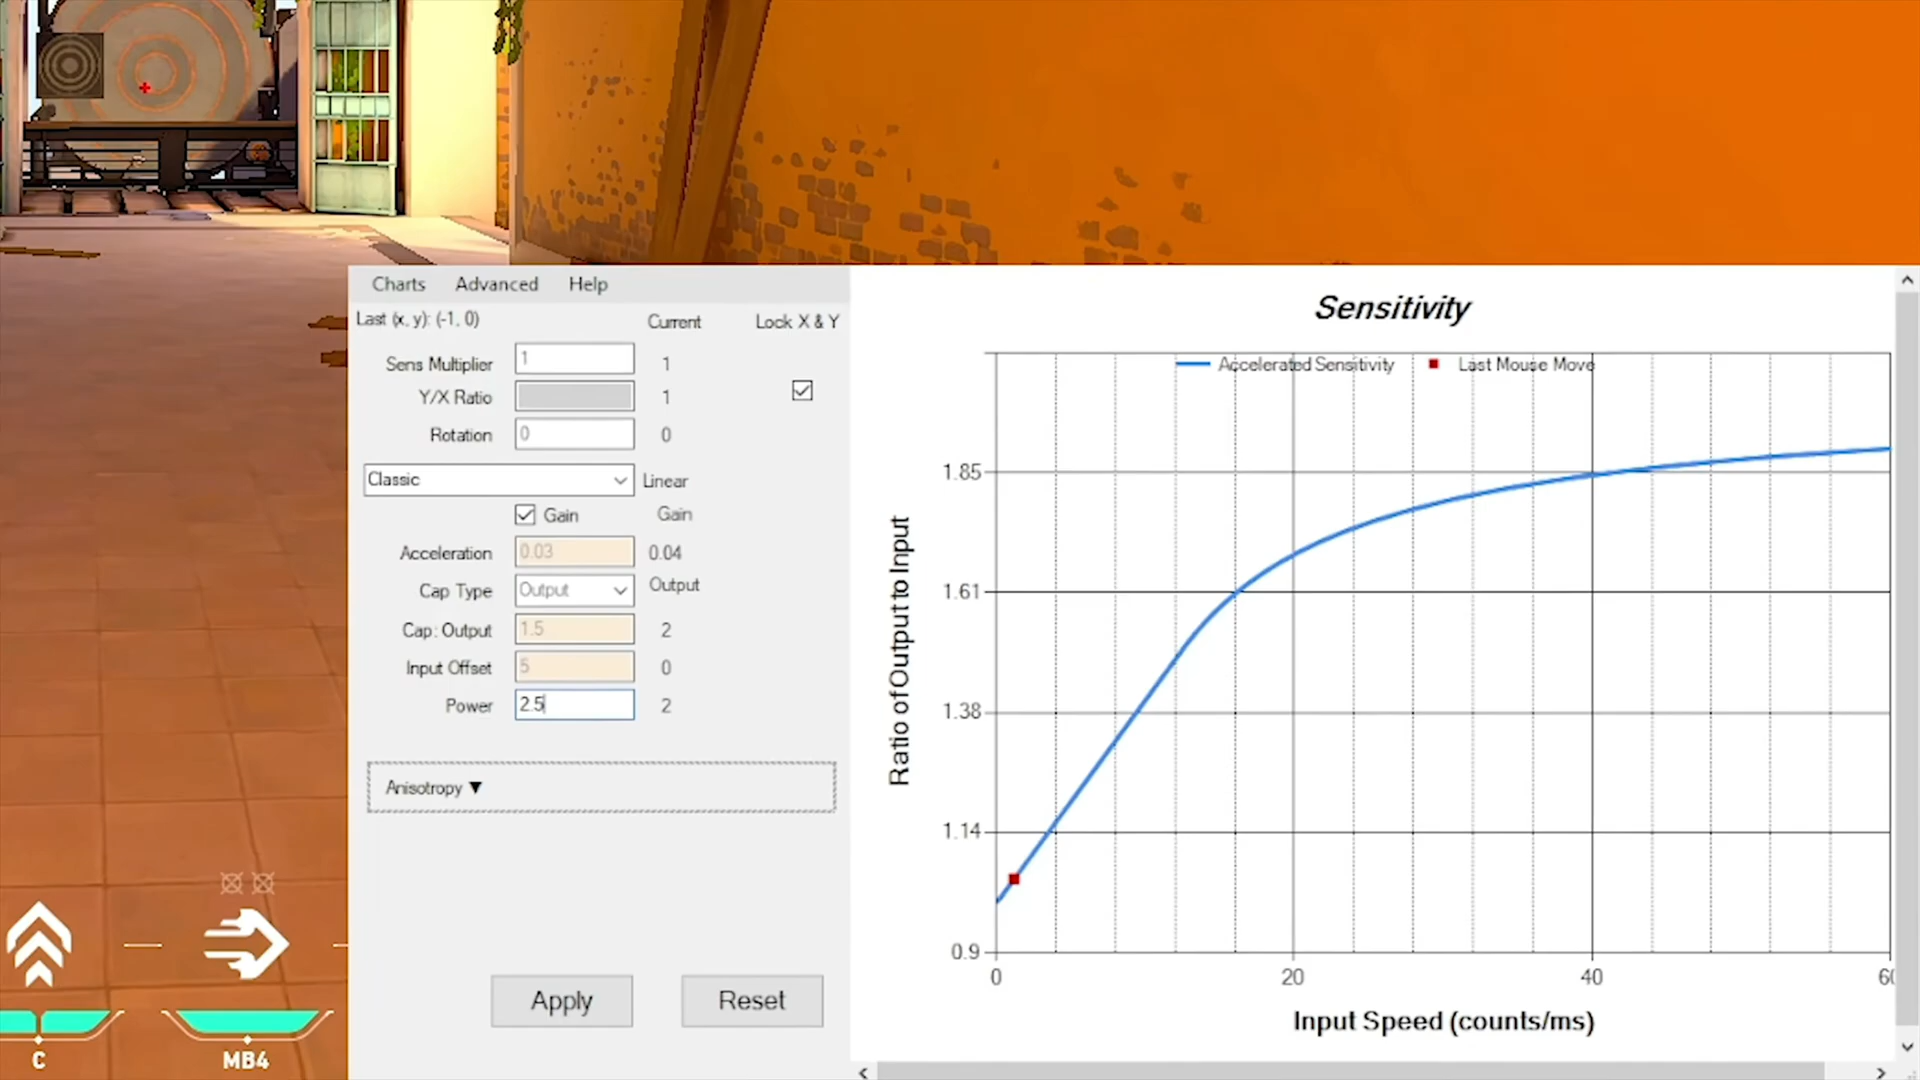 Charts Advanced Help
Last (x, y): (-1, 0)
Current
Lock X & Y
Sens Multiplier 1 1
Y/X Ratio 1
Rotation 0 0
Classic Linear
Gain Gain
Acceleration 0.03 0.04
Cap Type Output Output
Cap: Output 1.5 2
Input Offset 5 0
Power 2.5 2
Anisotropy ▼
Apply Reset
Sensitivity
Accelerated Sensitivity Last Mouse Move
Ratio of Output to Input
1.85
1.61
1.38
1.14
0.9
0 20 40 60
Input Speed (counts/ms)
C MB4